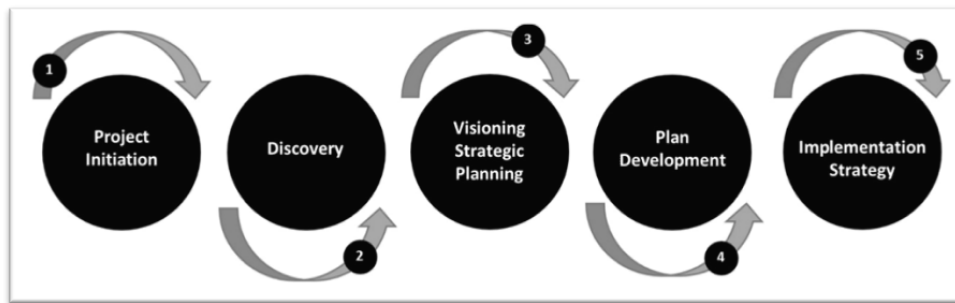 1
Project
Initiation
Discovery
2
3
Visioning
Strategic
Planning
Plan
Development
4
5
Implementation
Strategy